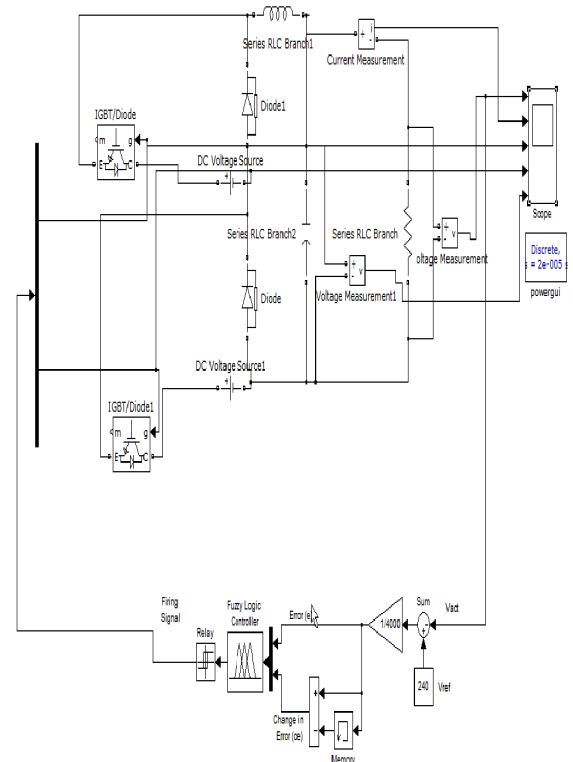 Series RLC Branch1
i
+
-
Current Measurement
Diode1
IGBT/Diode
m
g
E
C
DC Voltage Source
+
Series RLC Branch2
Series RLC Branch
+
-
v
oltage Measurement
+
-
v
Voltage Measurement1
Scope
Discrete,
s = 2e-005 s
powergui
Diode
DC Voltage Source1
+
IGBT/Diode1
m
g
E
C
Firing
Signal
Relay
Fuzzy Logic
Controller
Error (e)
1/4000
Sum
-
+
Vact
240
Vref
+
-
Change in
Error (ce)
Memory